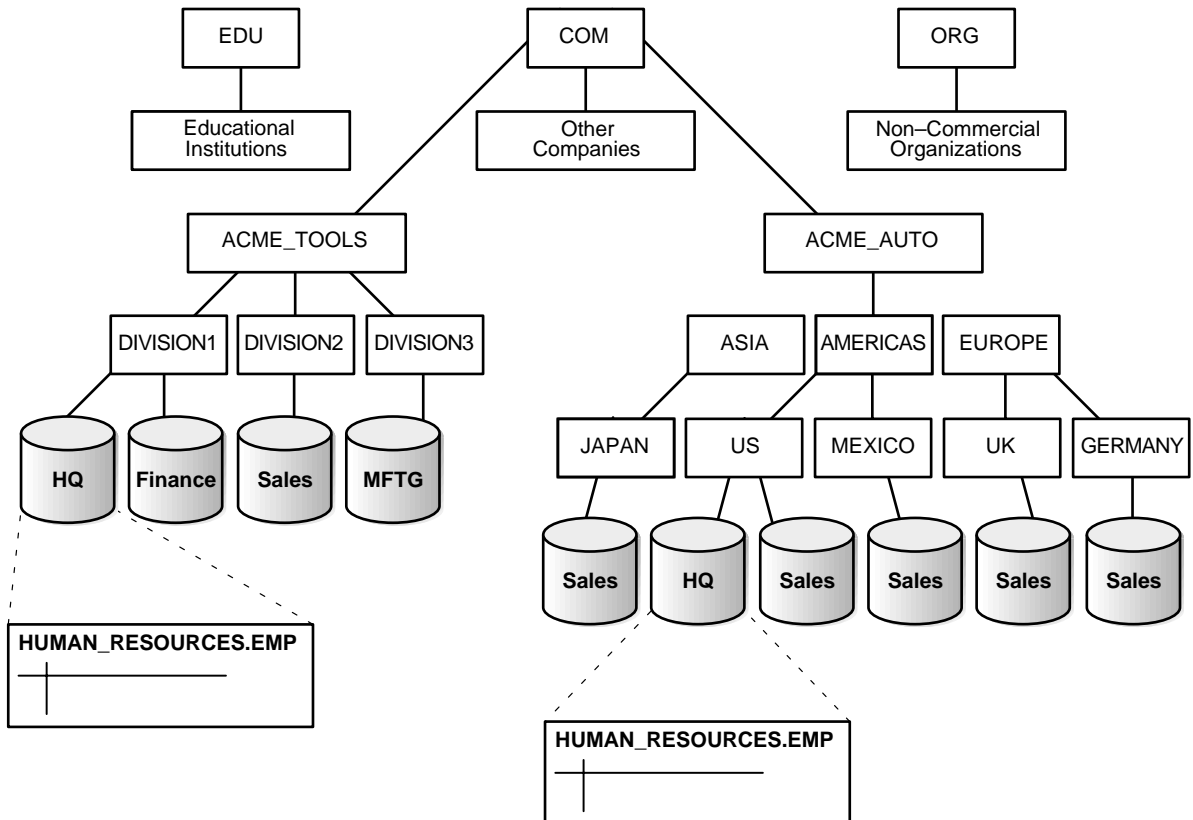 EDU
COM
ORG
Educational
Institutions
Other
Companies
Non–Commercial
Organizations
ACME_TOOLS
ACME_AUTO
DIVISION1
DIVISION2
DIVISION3
ASIA
AMERICAS
EUROPE
HQ
Finance
Sales
MFTG
JAPAN
US
MEXICO
UK
GERMANY
Sales
HQ
Sales
Sales
Sales
Sales
HUMAN_RESOURCES.EMP
HUMAN_RESOURCES.EMP